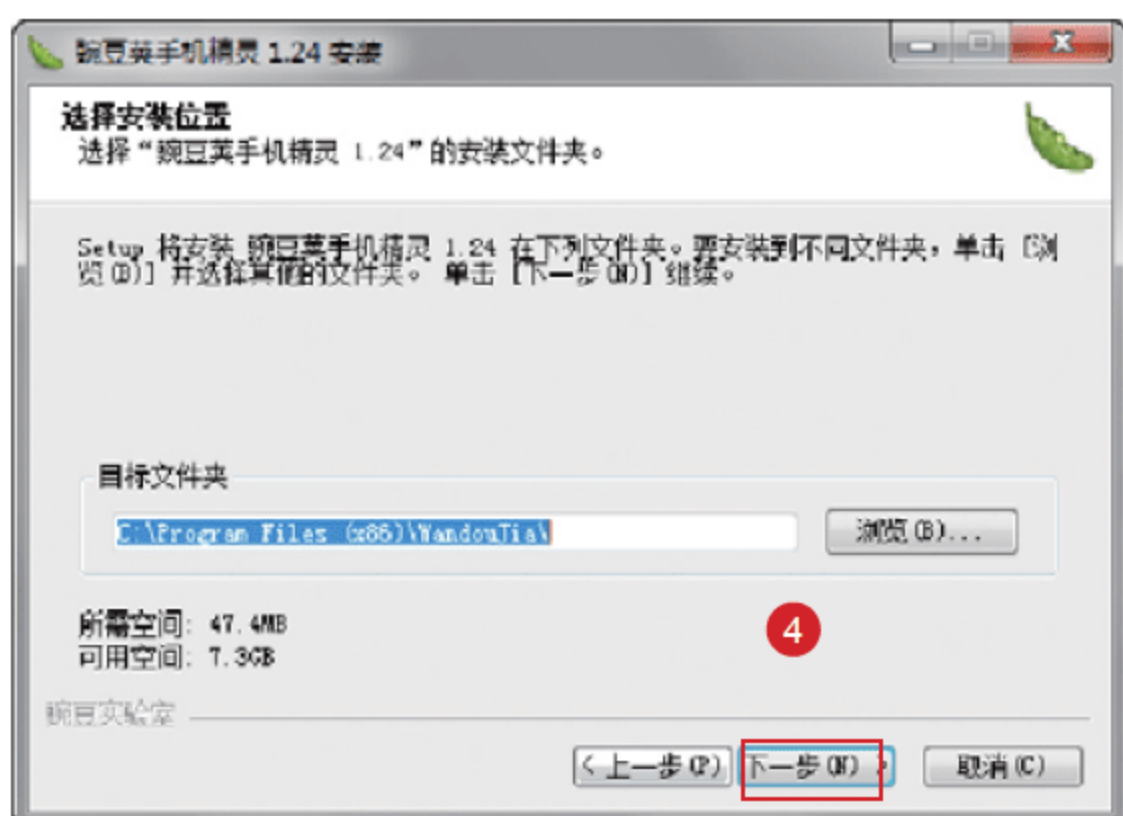 豌豆荚手机精灵 1.24 安装
选择安装位置
选择“豌豆荚手机精灵 1.24”的安装文件夹。
Setup 将安装 豌豆荚手机精灵 1.24 在下列文件夹。要安装到不同文件夹，单击 [浏
览(B)] 并选择其他的文件夹。 单击 [下一步(N)] 继续。
目标文件夹
C:\Program Files (x86)\WandouJia\
浏览(B)...
所需空间: 47.4MB
4
可用空间: 7.3GB
豌豆实验室
< 上一步(P)
下一步(N) >
取消(C)